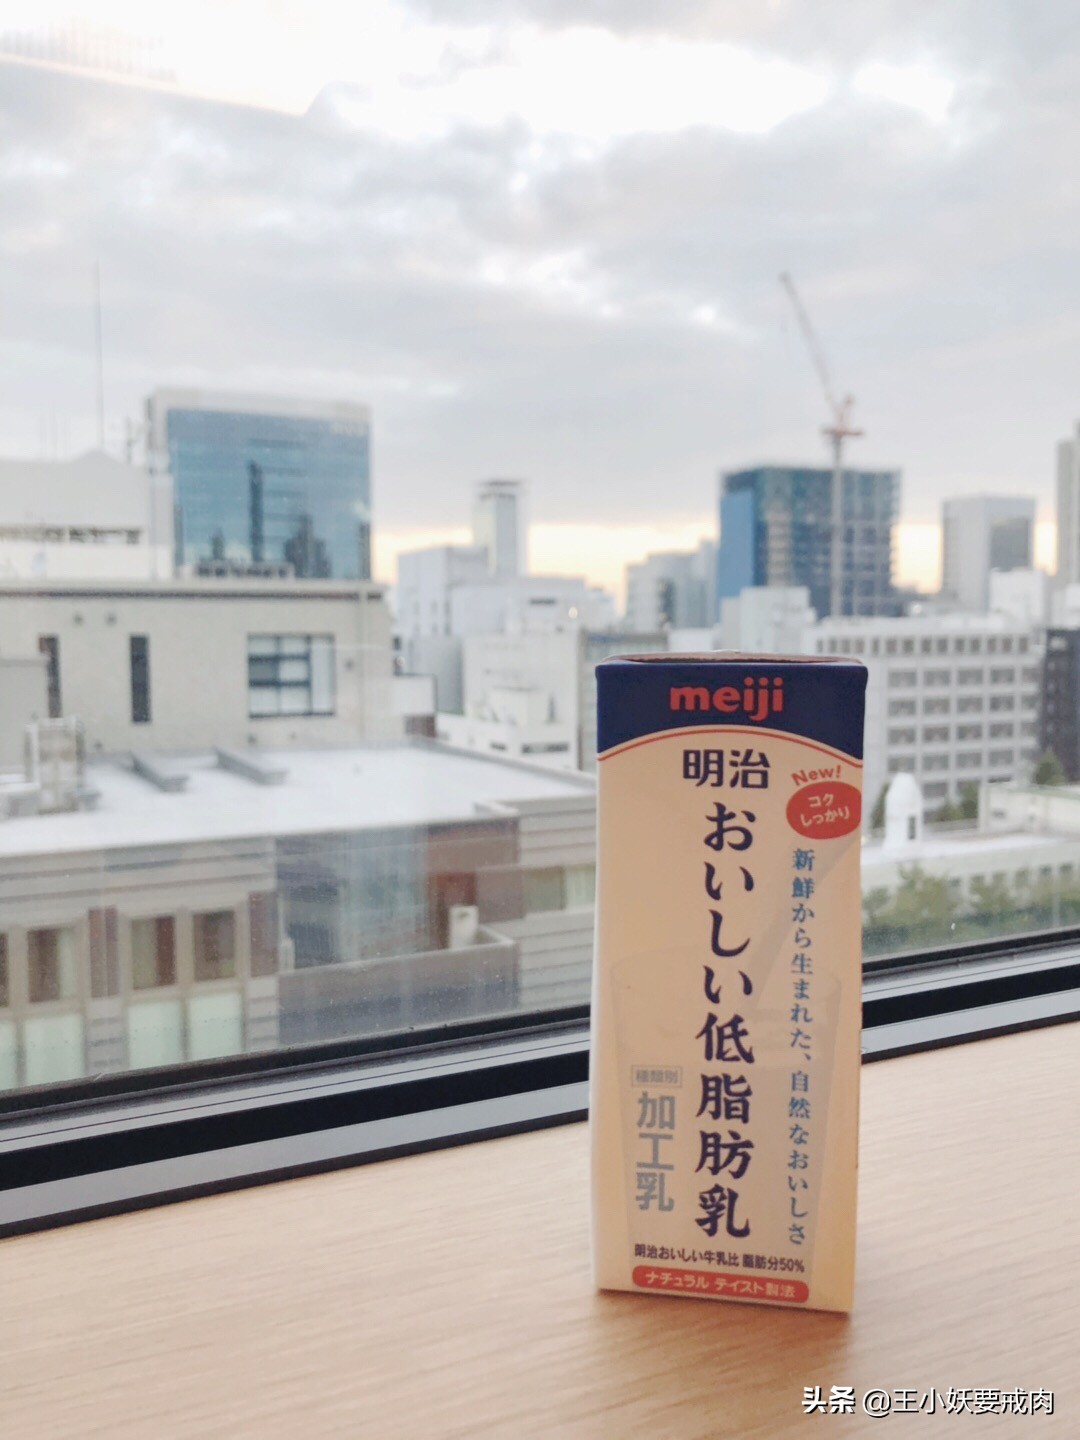 meiji
明治
おいしい低脂肪乳
New!
コク
しっかり
新鮮から生まれた、自然なおいしさ
種類別
加工乳
明治おいしい牛乳比 脂肪分50%
ナチュラル テイスト製法
头条 @王小妖要戒肉